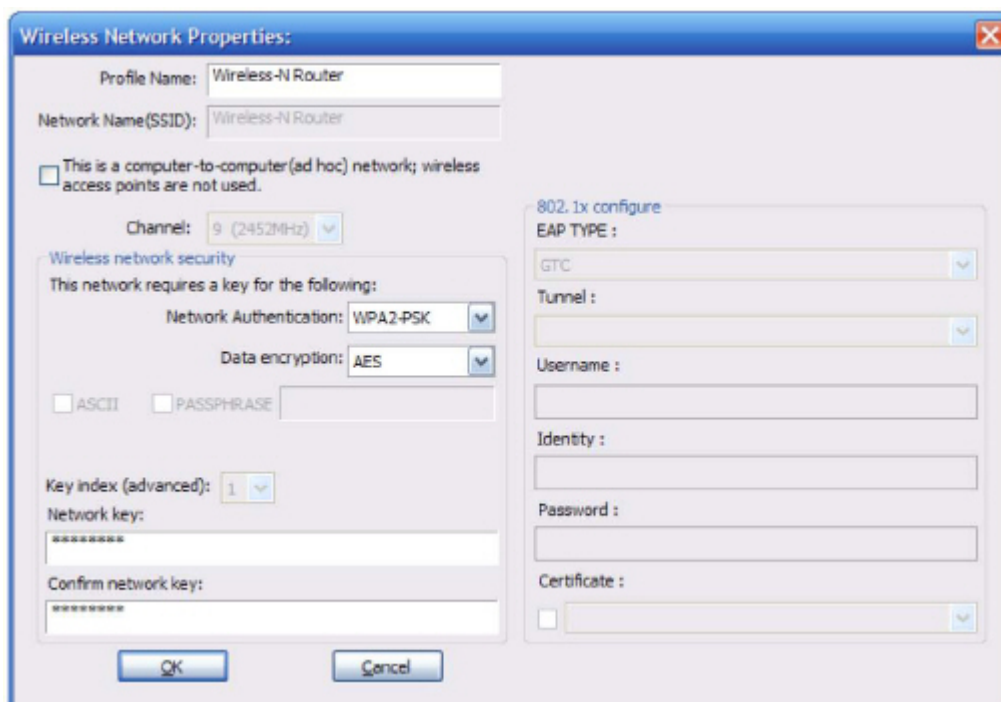 Wireless Network Properties:
Profile Name: Wireless-N Router
Network Name(SSID): Wireless-N Router
This is a computer-to-computer(ad hoc) network; wireless
access points are not used.
Channel: 9 (2452MHz)
Wireless network security
This network requires a key for the following:
Network Authentication: WPA2-PSK
Data encryption: AES
ASCII PASSPHRASE
Key index (advanced): 1
Network key:
********
Confirm network key:
********
OK Cancel
802.1x configure
EAP TYPE :
GTC
Tunnel :
Username :
Identity :
Password :
Certificate :